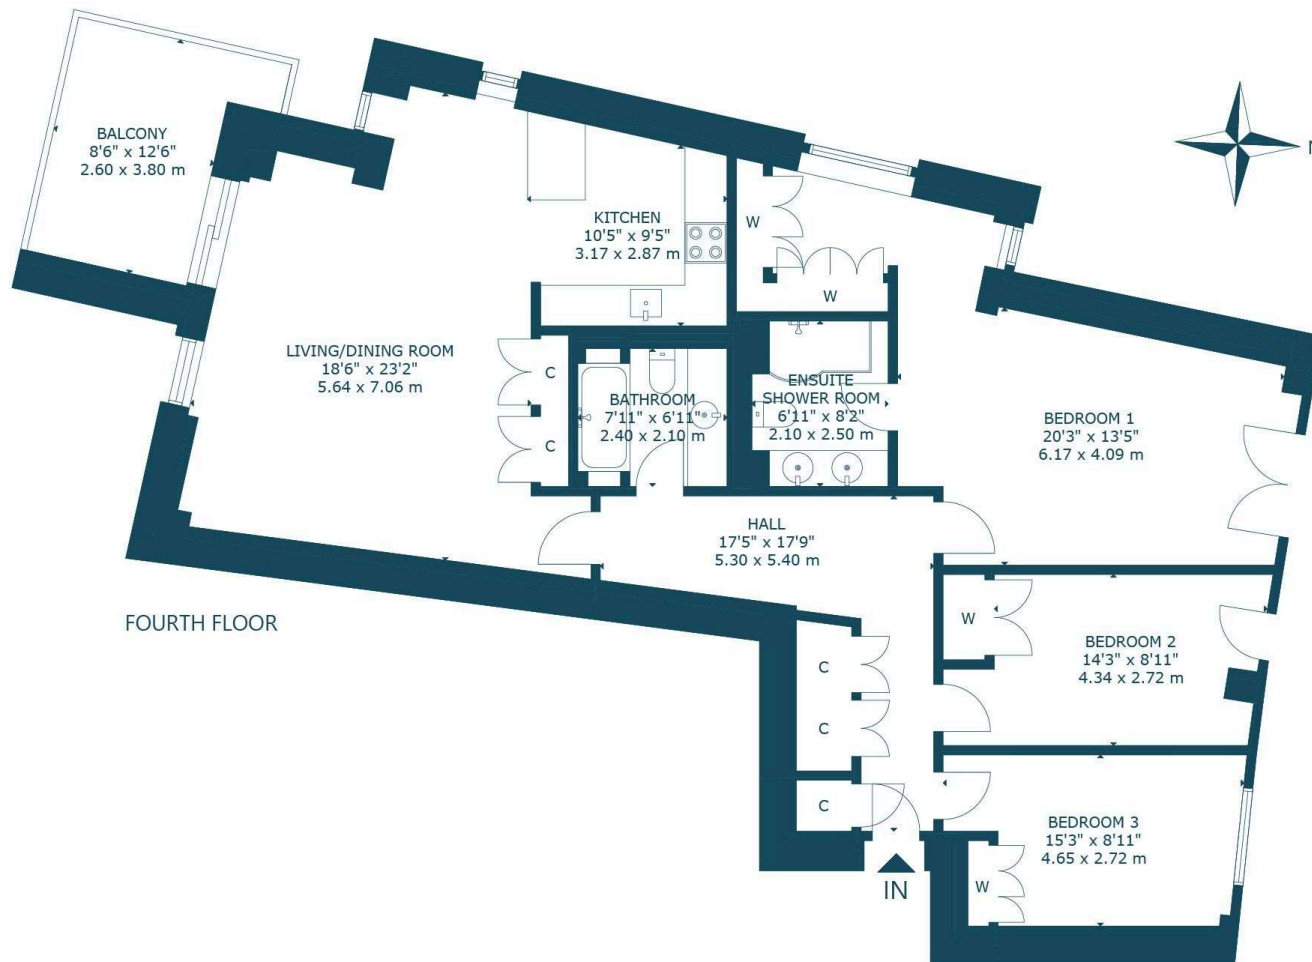 BALCONY
8'6" x 12'6"
2.60 x 3.80 m
KITCHEN
10'5" x 9'5"
3.17 x 2.87 m
W
W
LIVING/DINING ROOM
18'6" x 23'2"
5.64 x 7.06 m
C
C
BATHROOM
7'11" x 6'11"
2.40 x 2.10 m
ENSUITE
SHOWER ROOM
6'11" x 8'2"
2.10 x 2.50 m
BEDROOM 1
20'3" x 13'5"
6.17 x 4.09 m
HALL
17'5" x 17'9"
5.30 x 5.40 m
FOURTH FLOOR
W
BEDROOM 2
14'3" x 8'11"
4.34 x 2.72 m
C
C
C
BEDROOM 3
15'3" x 8'11"
4.65 x 2.72 m
W
IN